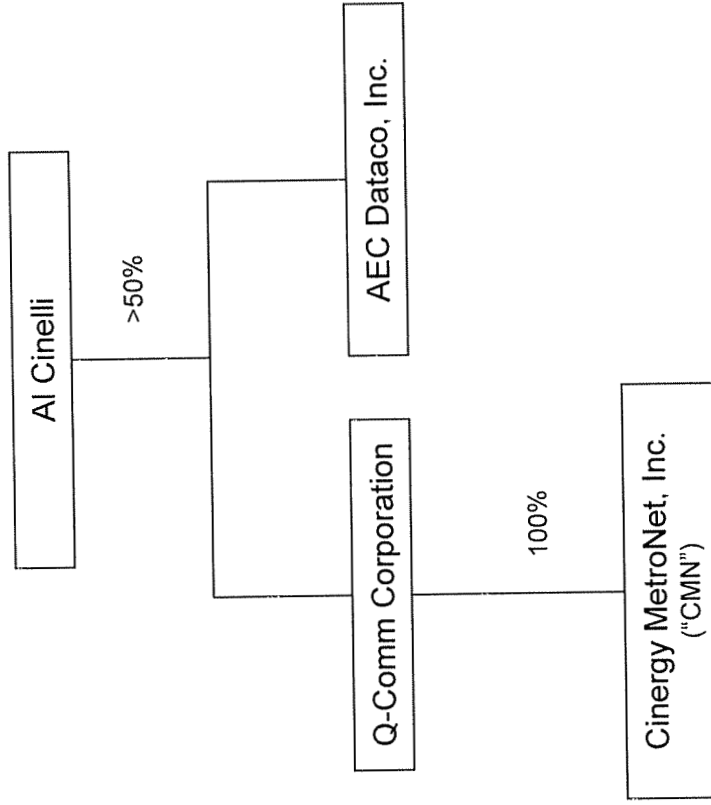 Al Cinelli
>50%
Q-Comm Corporation
AEC Dataco, Inc.
100%
Cinergy MetroNet, Inc.
("CMN")